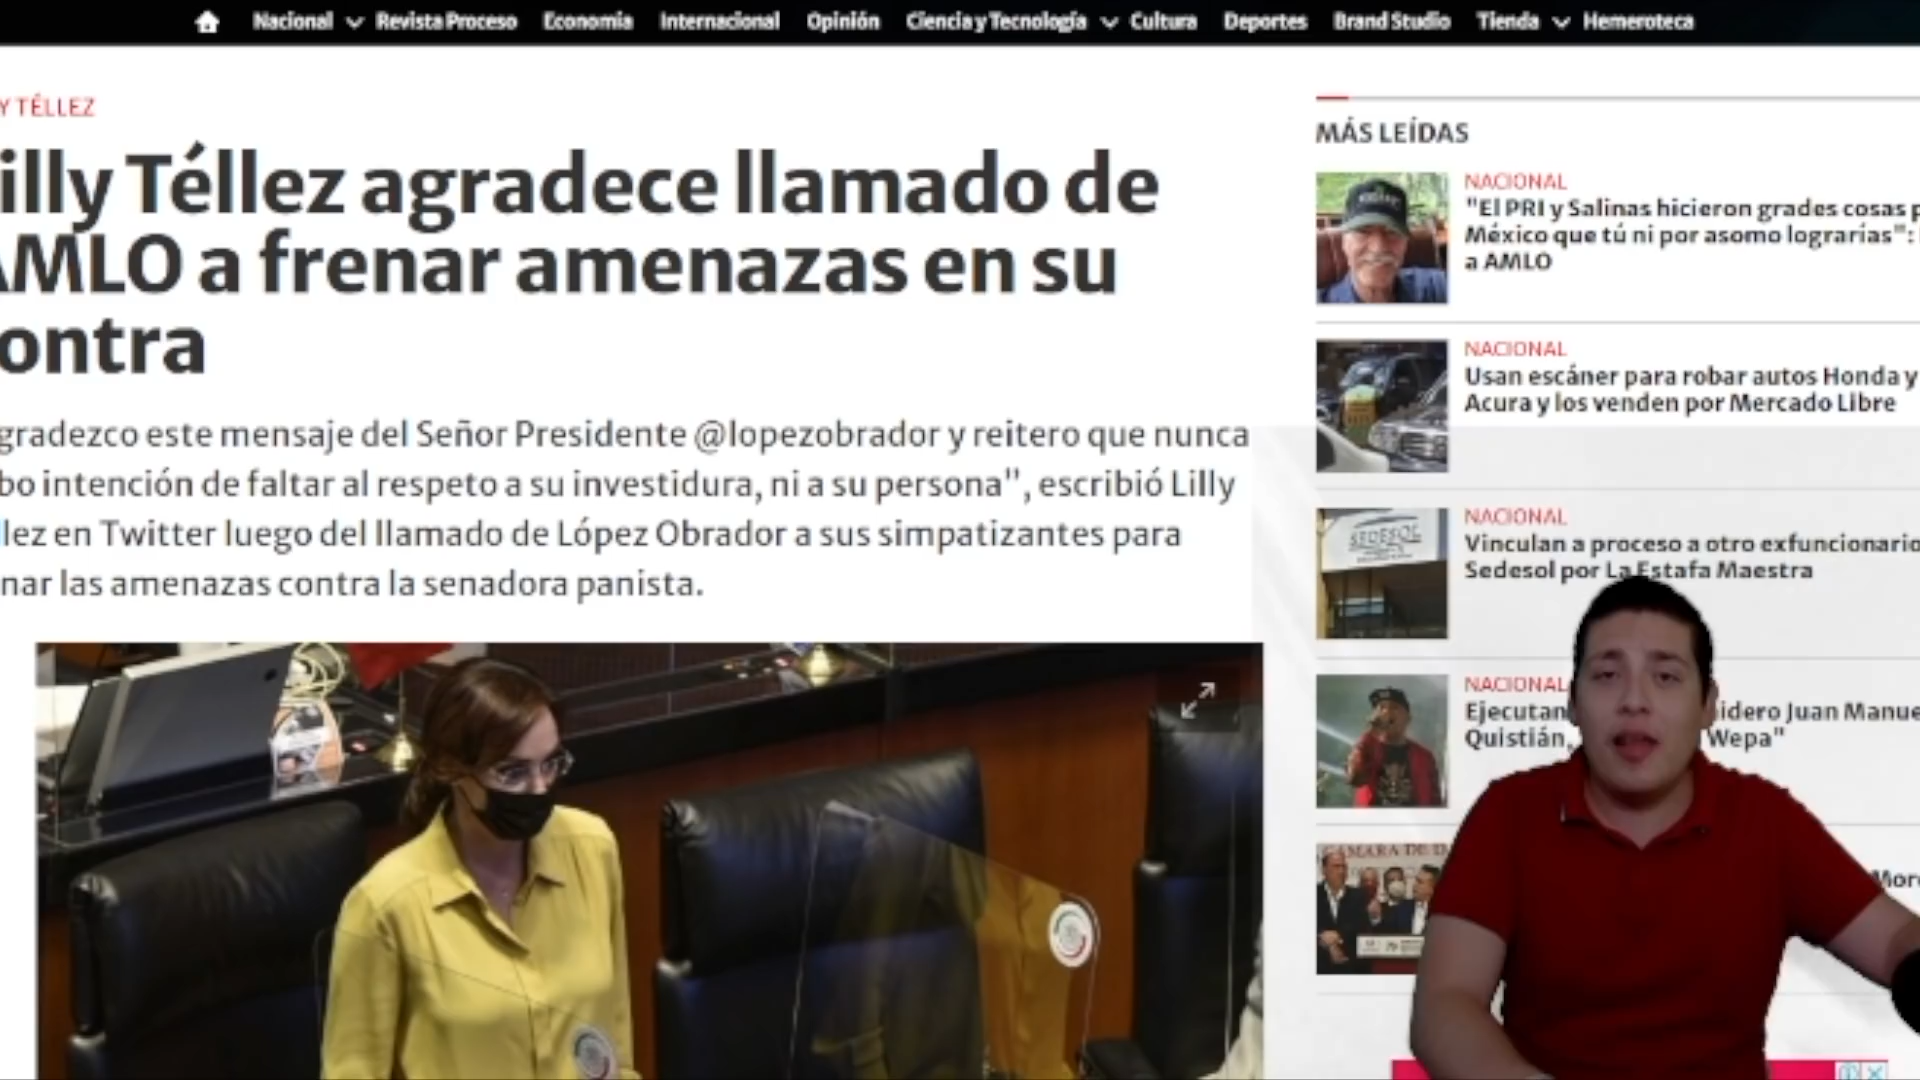 Nacional Revista Proceso Economía Internacional Opinión Ciencia y Tecnología Cultura Deportes Brand Studio Tienda Hemeroteca
Y TÉLLEZ
illy Téllez agradece llamado de
AMLO a frenar amenazas en su
ontra
gradezco este mensaje del Señor Presidente @lopezobrador y reitero que nunca
bo intención de faltar al respeto a su investidura, ni a su persona", escribió Lilly
llez en Twitter luego del llamado de López Obrador a sus simpatizantes para
nar las amenazas contra la senadora panista.
MÁS LEÍDAS
NACIONAL
"El PRI y Salinas hicieron grades cosas p
México que tú ni por asomo lograrías":
a AMLO
NACIONAL
Usan escáner para robar autos Honda y
Acura y los venden por Mercado Libre
SEDESOL
NACIONAL
Vinculan a proceso a otro exfuncionario
Sedesol por La Estafa Maestra
NACIONAL
Ejecutan idero Juan Manue
Quistián, Wepa"
CÁMARA DE D
More